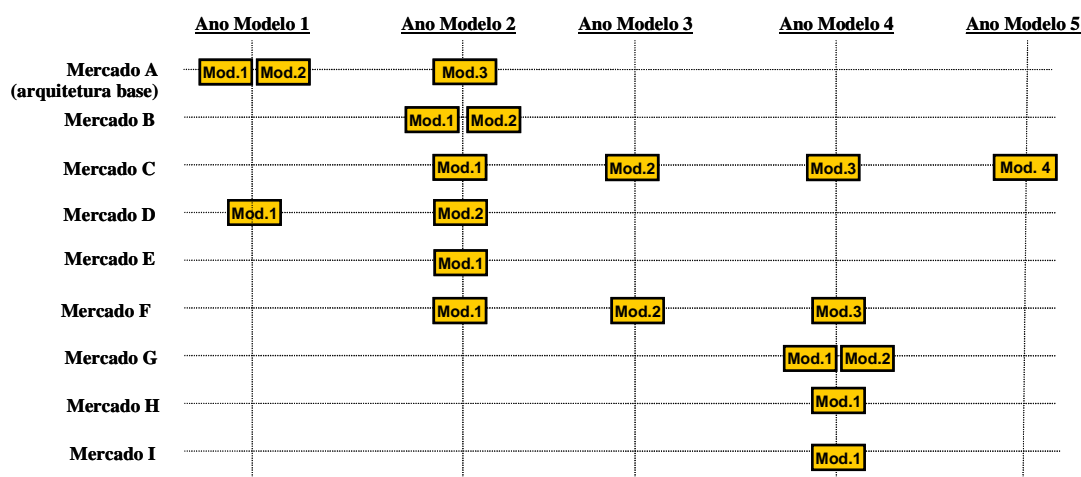 Ano Modelo 1 Ano Modelo 2 Ano Modelo 3 Ano Modelo 4 Ano Modelo 5
Mercado A Mod.1 Mod.2 Mod.3
(arquitetura base)
Mercado B Mod.1 Mod.2
Mercado C Mod.1 Mod.2 Mod.3 Mod. 4
Mercado D Mod.1 Mod.2
Mercado E Mod.1
Mercado F Mod.1 Mod.2 Mod.3
Mercado G Mod.1 Mod.2
Mercado H Mod.1
Mercado I Mod.1